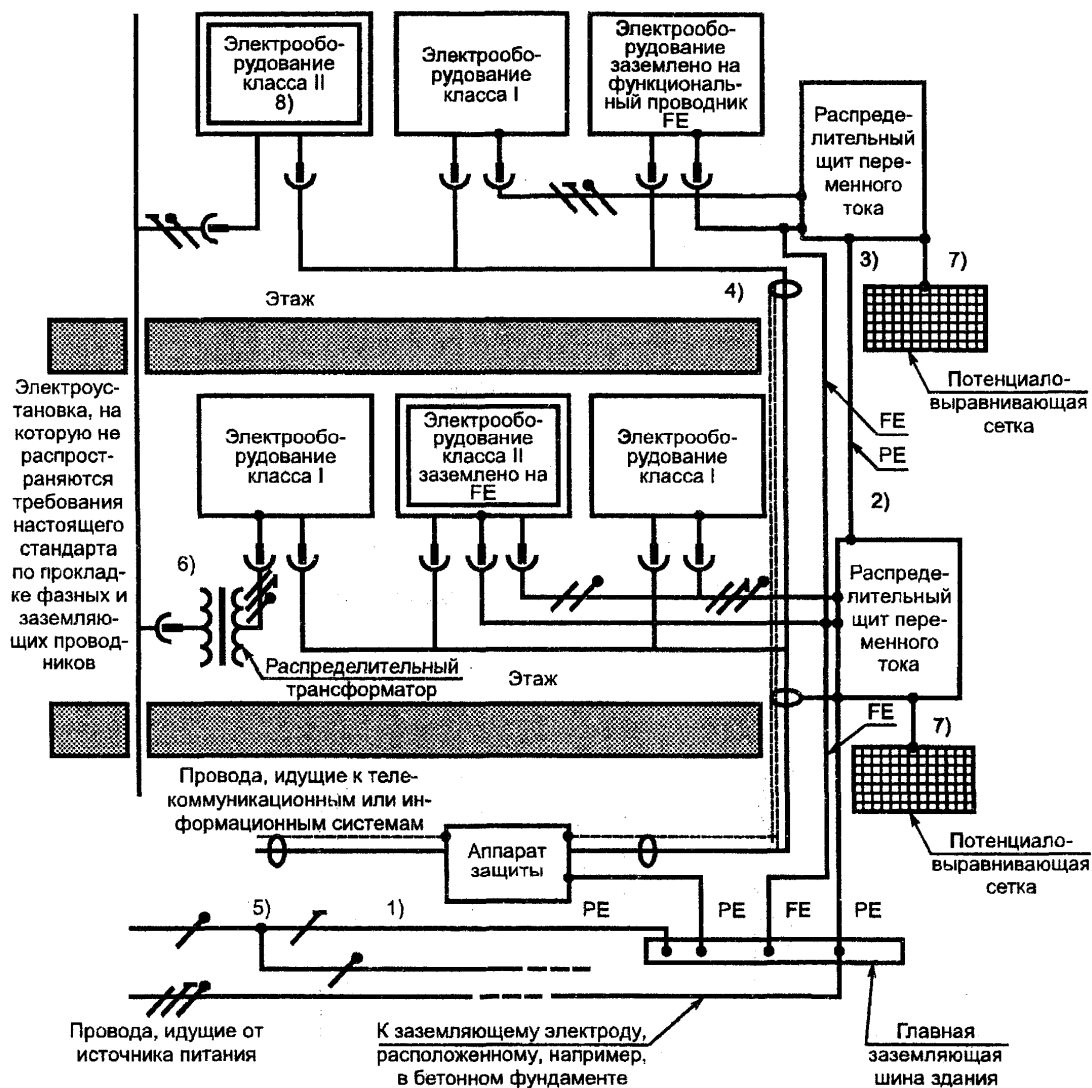 Электрообо-
рудование
класса II
8)
Электрообо-
рудование
класса I
Электрооборудование
заземлено на
функциональ-
ный проводник
FE
Распреде-
лительный
щит пере-
менного
тока
3)
7)
4)
Этаж
Потенциало-
выравнивающая
сетка
FE
PE
Электроус-
тановка, на
которую не
распрост-
раняются
требования
настоящего
стандарта
по проклад-
ке фазных и
заземляю-
щих провод-
ников
Электрообо-
рудование
класса I
Электрообо-
рудование
класса II
заземлено на
FE
Электрообо-
рудование
класса I
2)
6)
Распреде-
лительный
щит пере-
менного
тока
Распределительный
трансформатор
Этаж
FE
7)
Провода, идущие к теле-
коммуникационным или ин-
формационным системам
Потенциало-
выравнивающая
сетка
Аппарат
защиты
5)
1)
PE
PE
FE
PE
Провода, идущие от
источника питания
К заземляющему электроду,
расположенному, например,
в бетонном фундаменте
Главная
заземляющая
шина здания